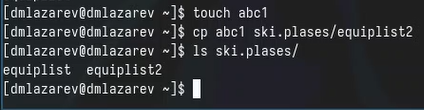 [dmlazarev@dmlazarev ~]$ touch abc1
[dmlazarev@dmlazarev ~]$ cp abc1 ski.plases/equiplist2
[dmlazarev@dmlazarev ~]$ ls ski.plases/
equiplist  equiplist2
[dmlazarev@dmlazarev ~]$